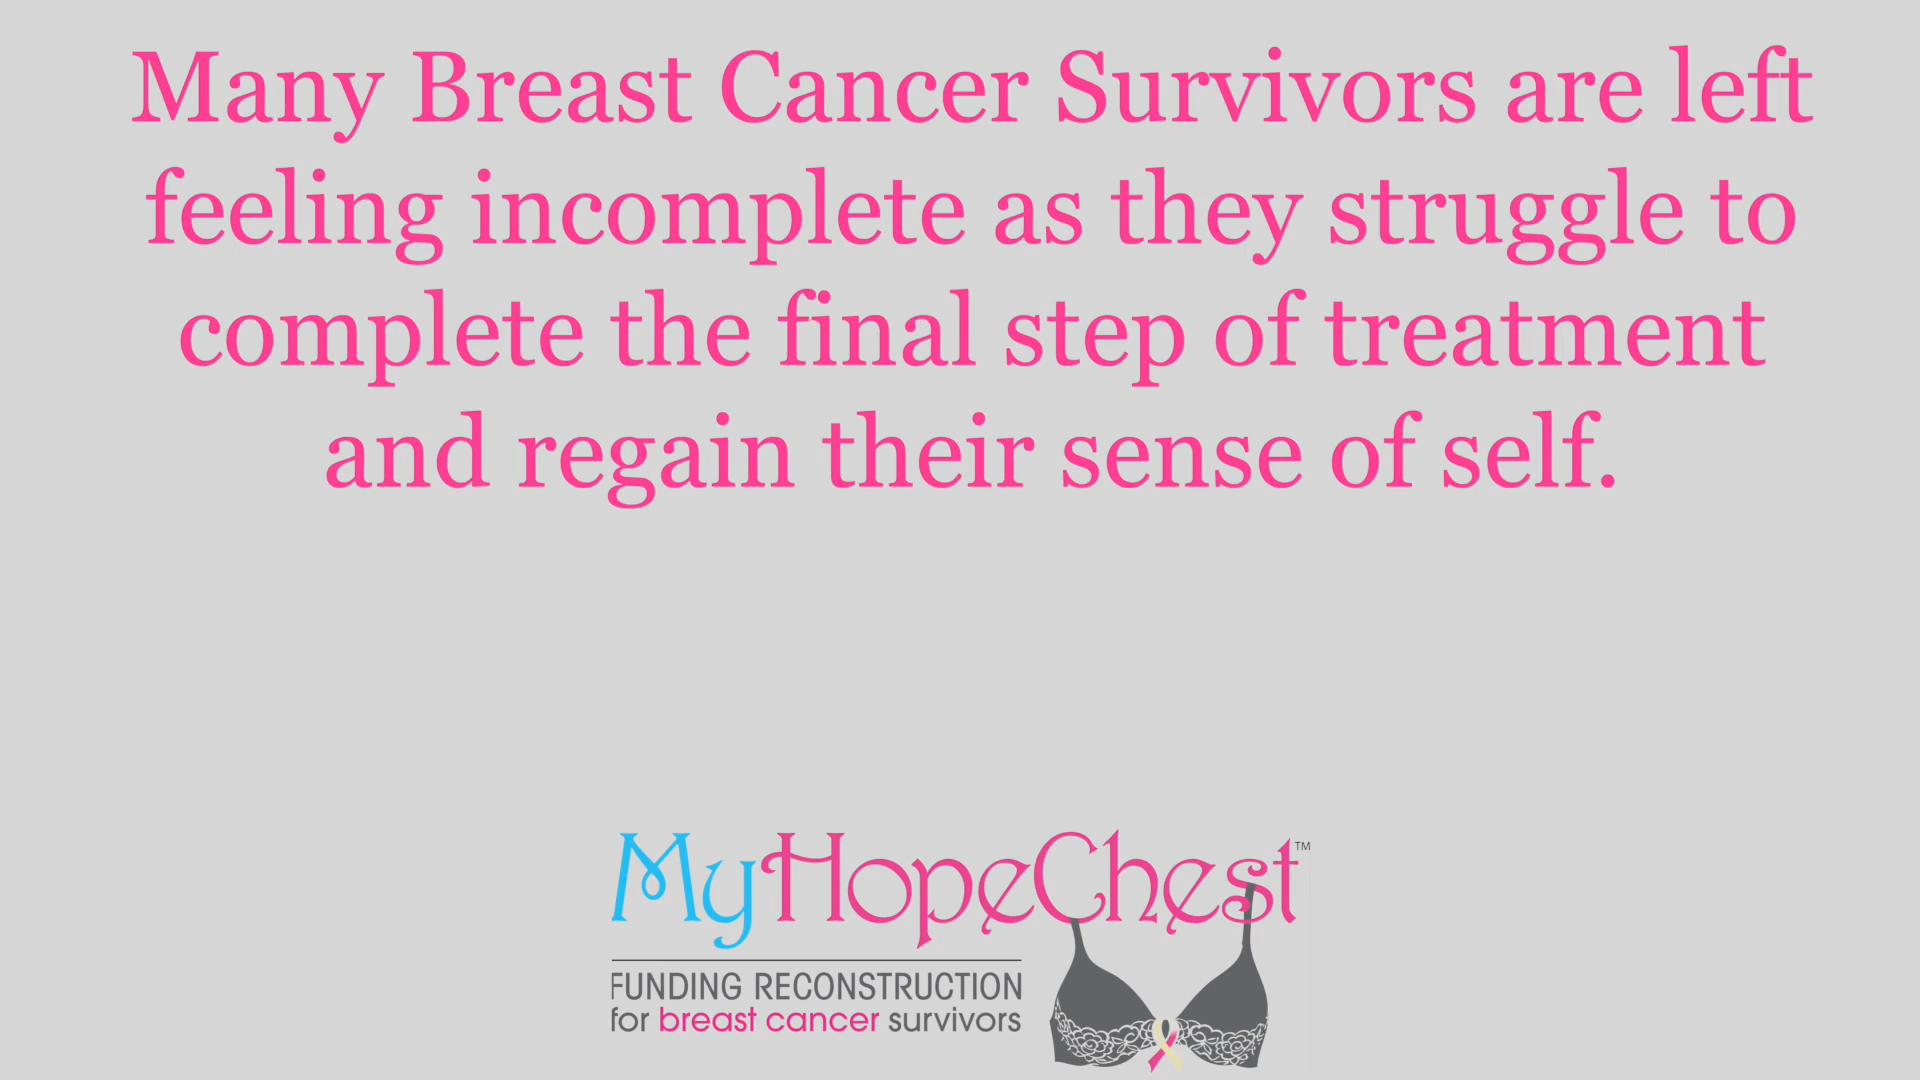 Many Breast Cancer Survivors are left
feeling incomplete as they struggle to
complete the final step of treatment
and regain their sense of self.
MyHopeChest™
FUNDING RECONSTRUCTION
for breast cancer survivors